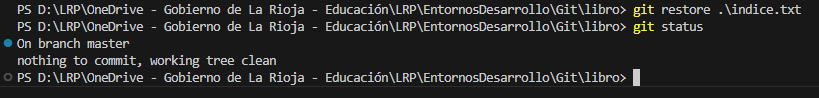 PS D:\LRP\OneDrive - Gobierno de La Rioja - Educación\LRP\EntornosDesarrollo\Git\libro> git restore .\indice.txt
PS D:\LRP\OneDrive - Gobierno de La Rioja - Educación\LRP\EntornosDesarrollo\Git\libro> git status
On branch master
nothing to commit, working tree clean
PS D:\LRP\OneDrive - Gobierno de La Rioja - Educación\LRP\EntornosDesarrollo\Git\libro>